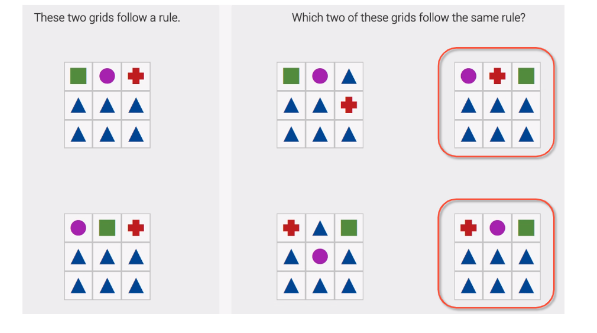 These two grids follow a rule.
Which two of these grids follow the same rule?